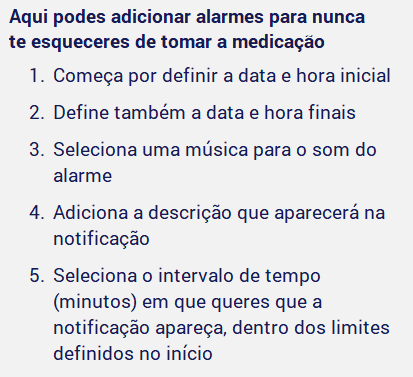 Aqui podes adicionar alarmes para nunca
te esqueceres de tomar a medicação
1. Começa por definir a data e hora inicial
2. Define também a data e hora finais
3. Seleciona uma música para o som do
alarme
4. Adiciona a descrição que aparecerá na
notificação
5. Seleciona o intervalo de tempo
(minutos) em que queres que a
notificação apareça, dentro dos limites
definidos no início